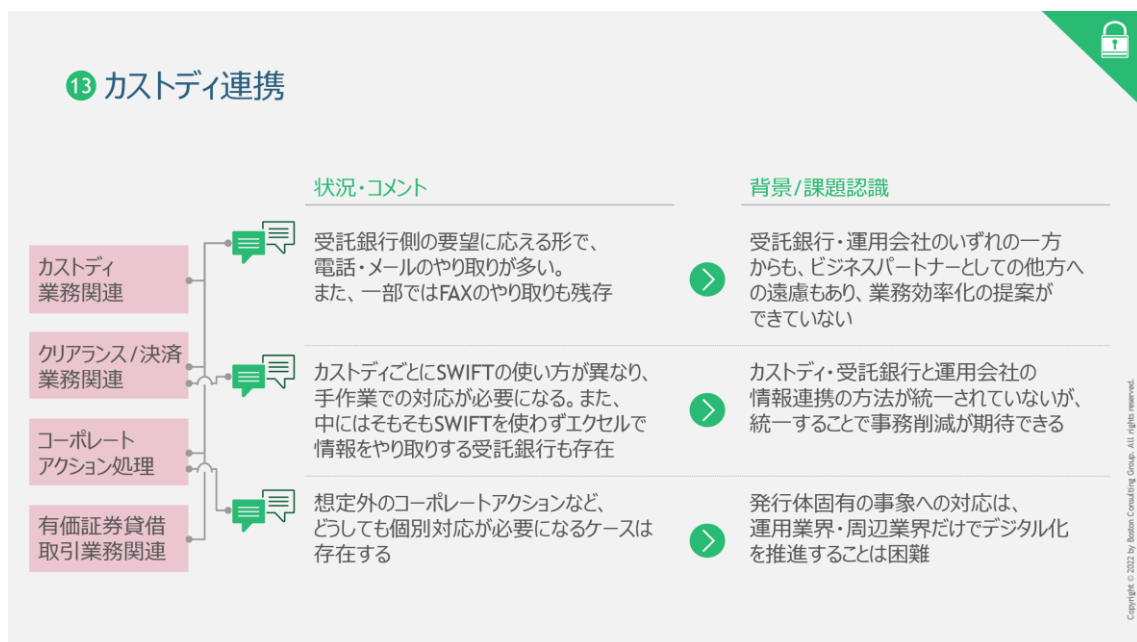 13 カストディ連携
状況・コメント
背景/課題認識
カストディ
業務関連
クリアランス/決済
業務関連
コーポレート
アクション処理
有価証券貸借
取引業務関連
受託銀行側の要望に応える形で、
電話・メールのやり取りが多い。
また、一部ではFAXのやり取りも残存
受託銀行・運用会社のいずれの一方
からも、ビジネスパートナーとしての他方へ
の遠慮もあり、業務効率化の提案が
できていない
カストディごとにSWIFTの使い方が異なり、
手作業での対応が必要になる。また、
中にはそもそもSWIFTを使わずエクセルで
情報をやり取りする受託銀行も存在
カストディ・受託銀行と運用会社の
情報連携の方法が統一されていないが、
統一することで事務削減が期待できる
想定外のコーポレートアクションなど、
どうしても個別対応が必要になるケースは
存在する
発行体固有の事象への対応は、
運用業界・周辺業界だけでデジタル化
を推進することは困難
Copyright © 2022 by Boston Consulting Group. All rights reserved.